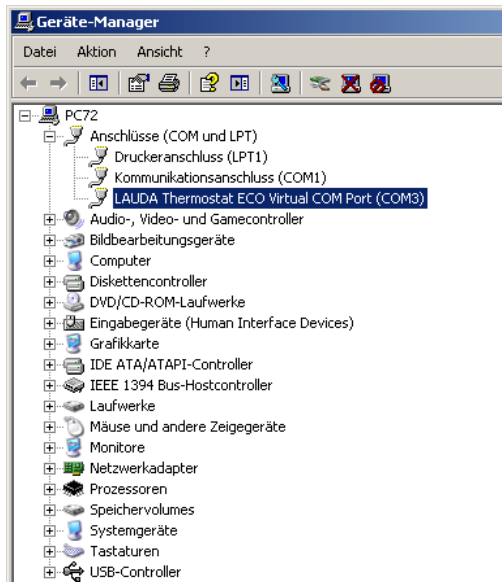 Geräte-Manager
Datei Aktion Ansicht ?
PC72
Anschlüsse (COM und LPT)
Druckeranschluss (LPT1)
Kommunikationsanschluss (COM1)
LAUDA Thermostat ECO Virtual COM Port (COM3)
Audio-, Video- und Gamecontroller
Bildbearbeitungsgeräte
Computer
Diskettencontroller
DVD/CD-ROM-Laufwerke
Eingabegeräte (Human Interface Devices)
Grafikkarte
IDE ATA/ATAPI-Controller
IEEE 1394 Bus-Hostcontroller
Laufwerke
Mäuse und andere Zeigegeräte
Monitore
Netzwerkadapter
Prozessoren
Speichervolumes
Systemgeräte
Tastaturen
USB-Controller